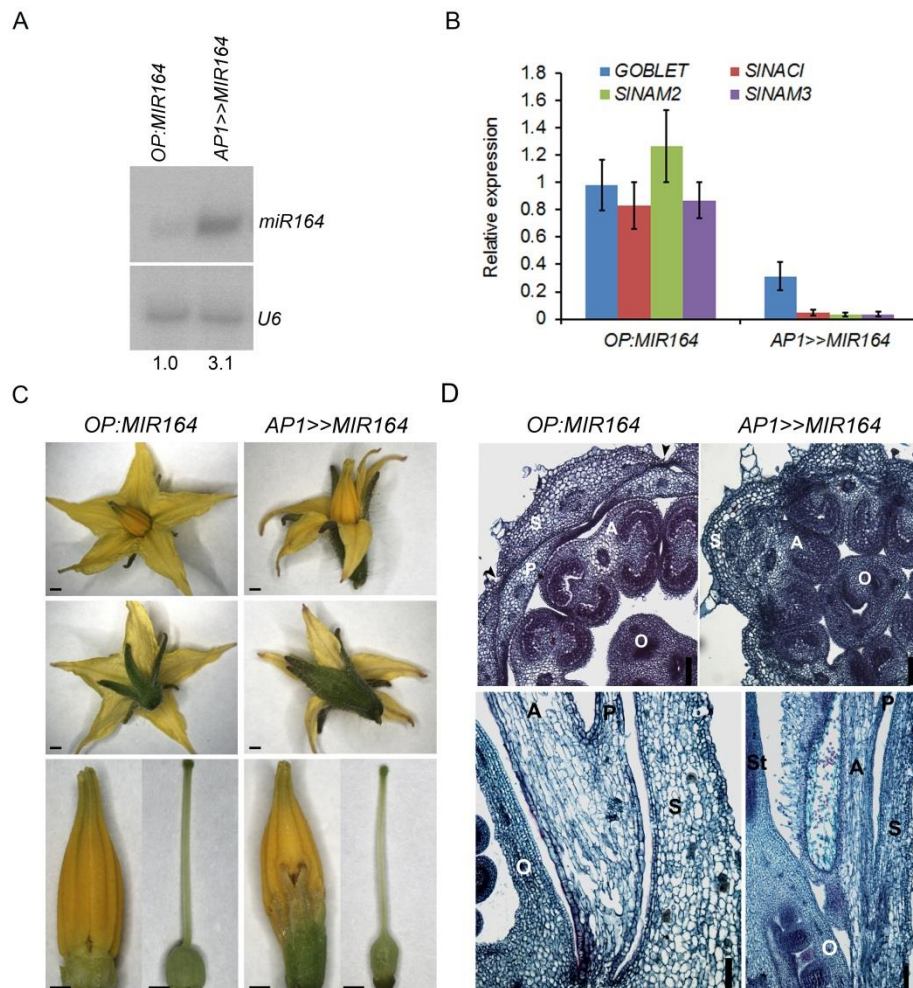 A
OP:MIR164
AP1>>MIR164
miR164
U6
1.0 3.1
B
Relative expression
1.8
1.6
1.4
1.2
1
0.8
0.6
0.4
0.2
0
GOBLET SlNACI
SlNAM2 SlNAM3
OP:MIR164 AP1>>MIR164
C
OP:MIR164 AP1>>MIR164
D
OP:MIR164 AP1>>MIR164
S A P O
S A O
A P S O
St A P S O